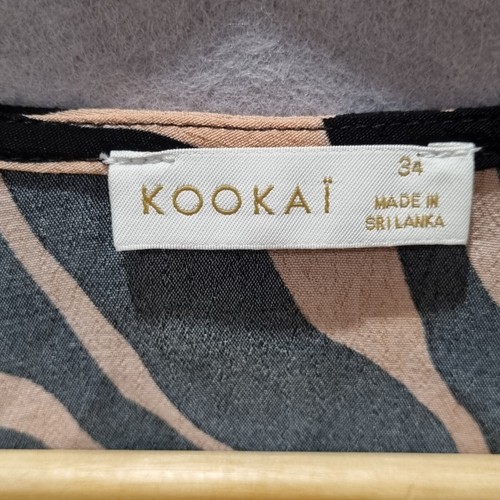 KOOKAÏ
34
MADE IN
SRI LANKA